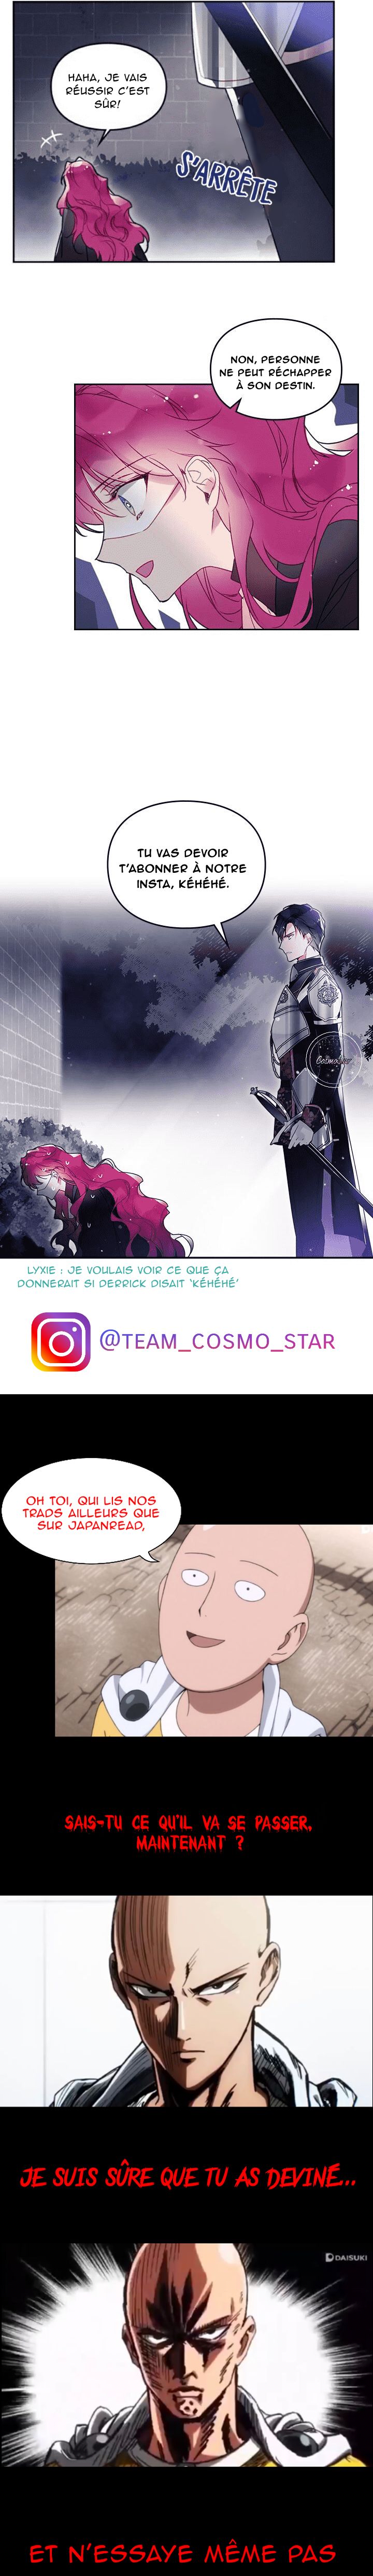 HAHA, JE VAIS
RÉUSSIR C'EST
SÛR!
S'ARRÊTE
NON, PERSONNE
NE PEUT RÉCHAPPER
À SON DESTIN.
TU VAS DEVOIR
T'ABONNER À NOTRE
INSTA, KÉHÉHÉ.
LYXIE : JE VOULAIS VOIR CE QUE ÇA
DONNERAIT SI DERRICK DISAIT 'KÉHÉHÉ'
@TEAM_COSMO_STAR
OH TOI, QUI LIS NOS
TRADS AILLEURS QUE
SUR JAPANREAD,
SAIS-TU CE QU'IL VA SE PASSER,
MAINTENANT ?
JE SUIS SÛRE QUE TU AS DEVINÉ...
DAISUKI
ET N'ESSAYE MÊME PAS